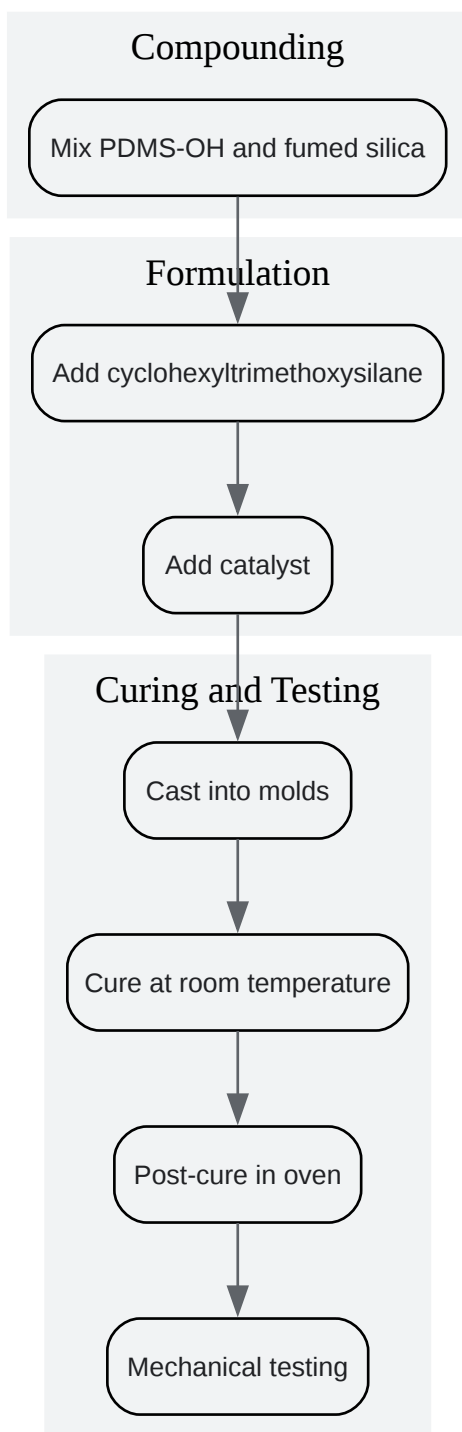 Compounding
Mix PDMS-OH and fumed silica
Formulation
Add cyclohexyltrimethoxysilane
Add catalyst
Curing and Testing
Cast into molds
Cure at room temperature
Post-cure in oven
Mechanical testing